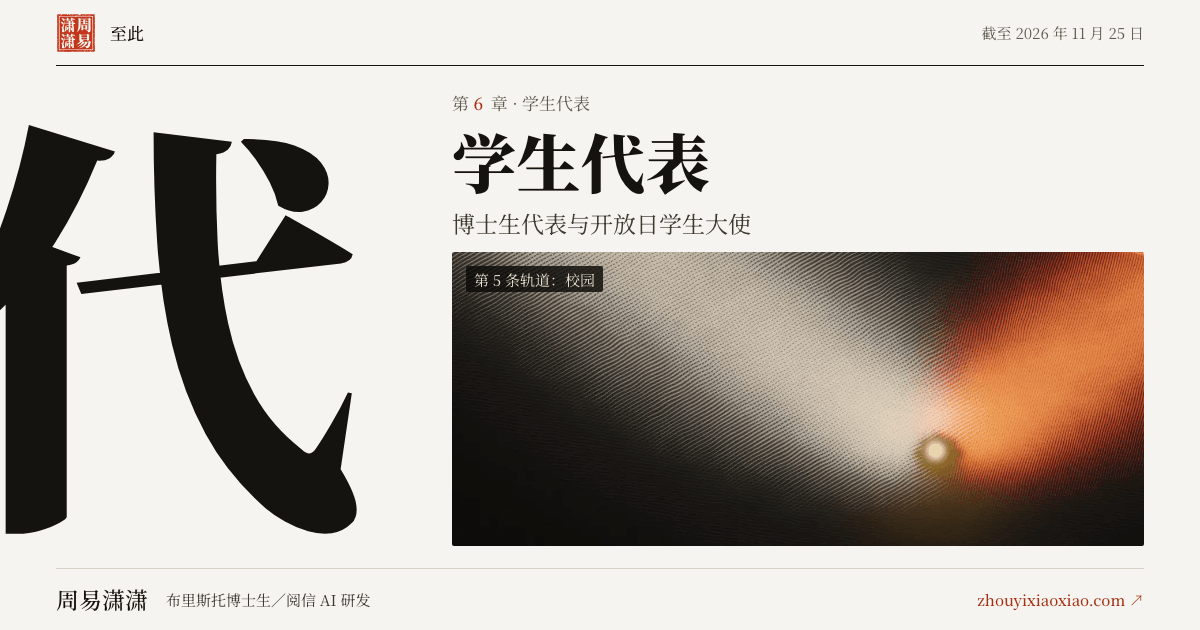 周易潇潇
至此
截至 2026 年 11 月 25 日
代
第 6 章 · 学生代表
学生代表
博士生代表与开放日学生大使
第 5 条轨道：校园
周易潇潇
布里斯托博士生／阅信 AI 研发
zhouyixiaoxiao.com ↗